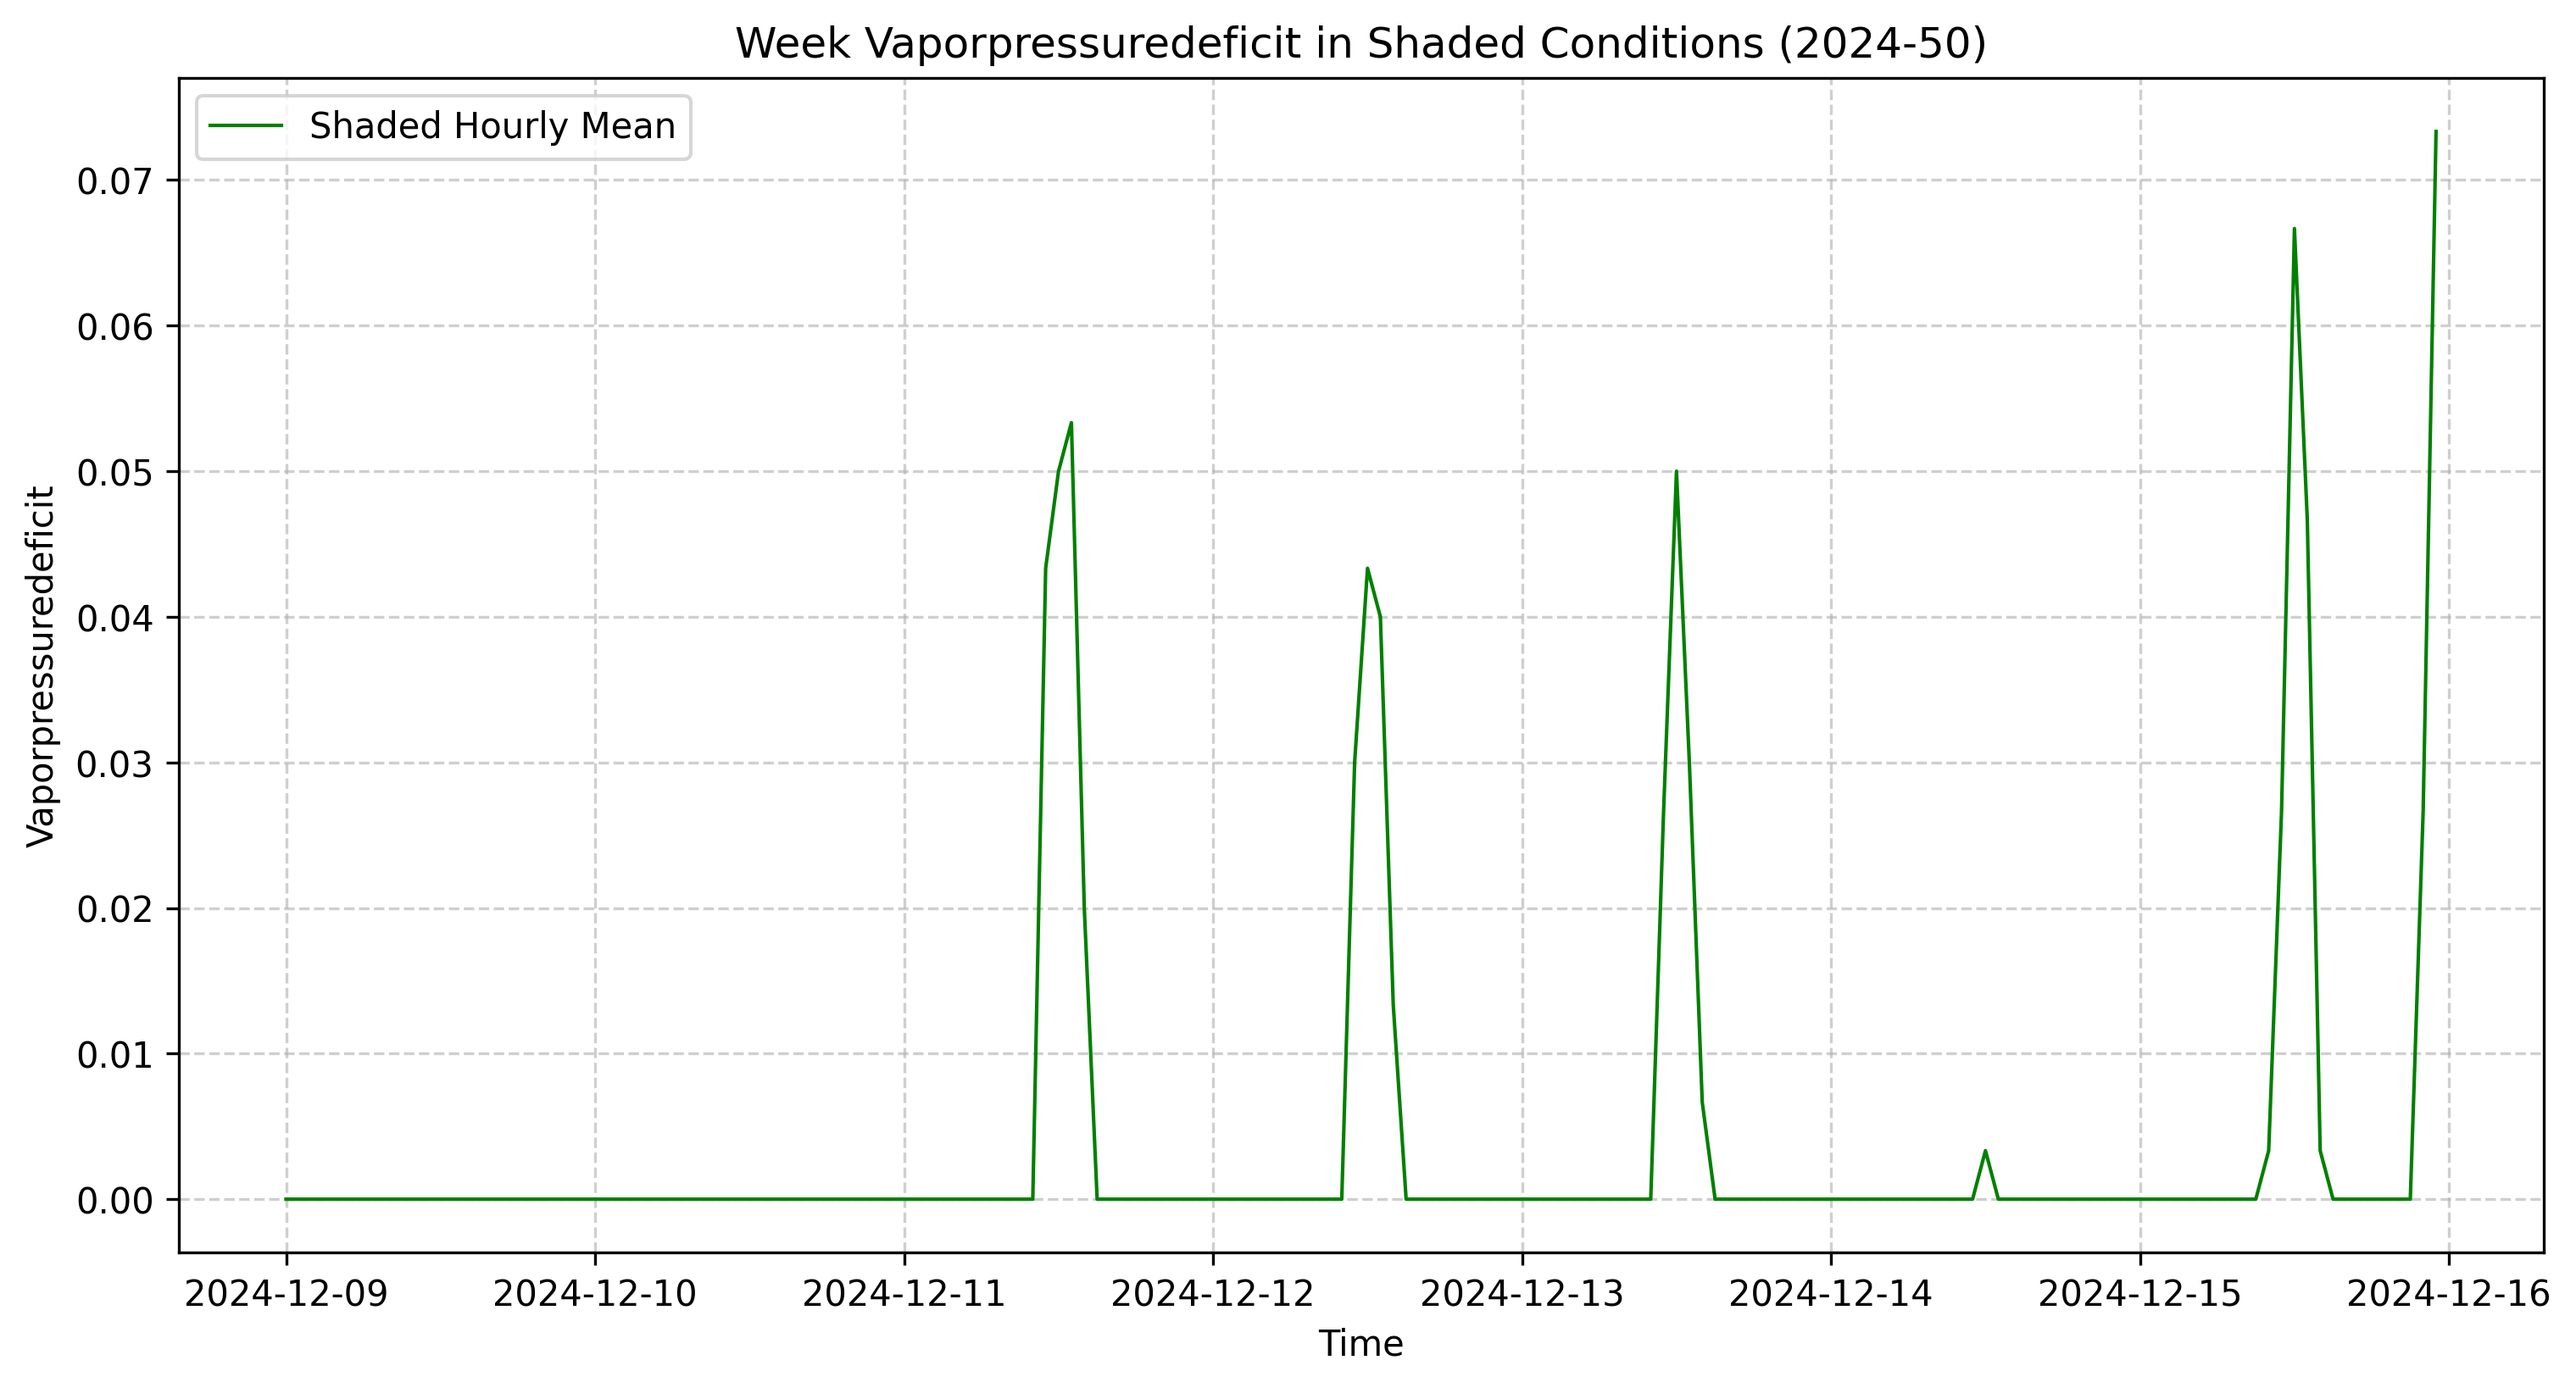 Week Vaporpressuredeficit in Shaded Conditions (2024-50)
Shaded Hourly Mean
Vaporpressuredeficit
0.07
0.06
0.05
0.04
0.03
0.02
0.01
0.00
2024-12-09 2024-12-10 2024-12-11 2024-12-12 2024-12-13 2024-12-14 2024-12-15 2024-12-16
Time